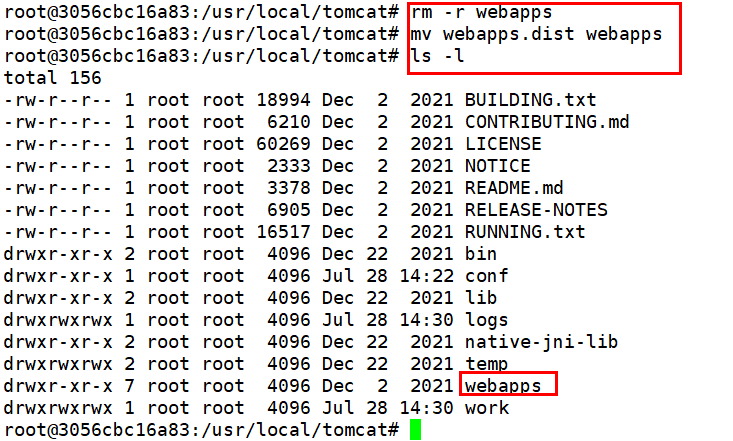 root@3056cbc16a83:/usr/local/tomcat# rm -r webapps
root@3056cbc16a83:/usr/local/tomcat# mv webapps.dist webapps
root@3056cbc16a83:/usr/local/tomcat# ls -l
total 156
-rw-r--r-- 1 root root 18994 Dec  2  2021 BUILDING.txt
-rw-r--r-- 1 root root  6210 Dec  2  2021 CONTRIBUTING.md
-rw-r--r-- 1 root root 60269 Dec  2  2021 LICENSE
-rw-r--r-- 1 root root  2333 Dec  2  2021 NOTICE
-rw-r--r-- 1 root root  3378 Dec  2  2021 README.md
-rw-r--r-- 1 root root  6905 Dec  2  2021 RELEASE-NOTES
-rw-r--r-- 1 root root 16517 Dec  2  2021 RUNNING.txt
drwxr-xr-x 2 root root  4096 Dec 22  2021 bin
drwxr-xr-x 1 root root  4096 Jul 28 14:22 conf
drwxr-xr-x 2 root root  4096 Dec 22  2021 lib
drwxrwxrwx 1 root root  4096 Jul 28 14:30 logs
drwxr-xr-x 2 root root  4096 Dec 22  2021 native-jni-lib
drwxrwxrwx 2 root root  4096 Dec 22  2021 temp
drwxr-xr-x 7 root root  4096 Dec  2  2021 webapps
drwxrwxrwx 1 root root  4096 Jul 28 14:30 work
root@3056cbc16a83:/usr/local/tomcat#